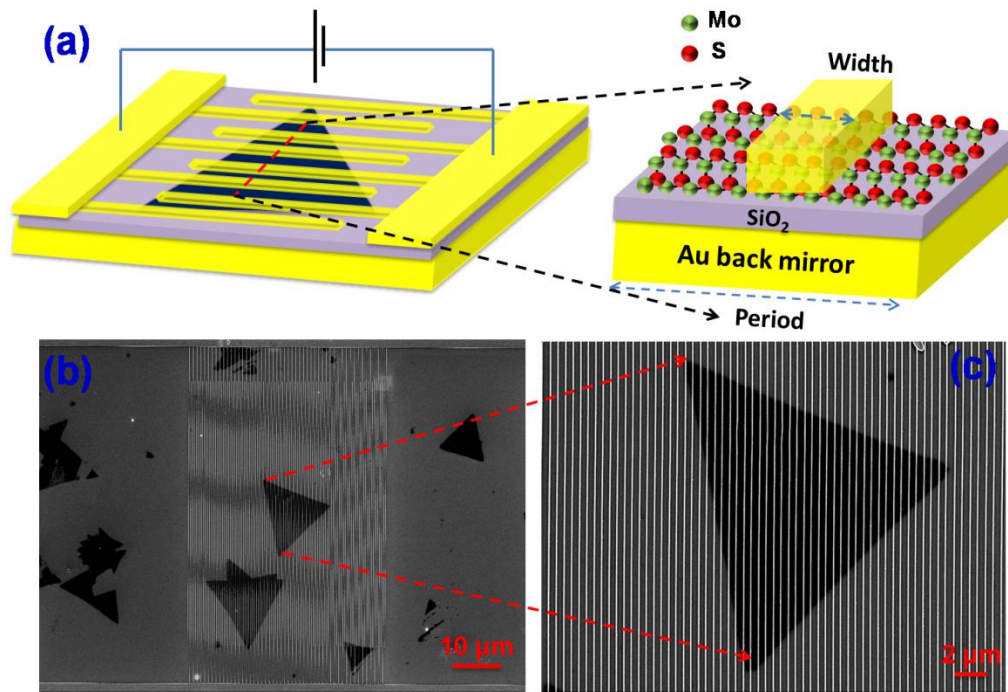 (a)
Mo
S
Width
SiO₂
Au back mirror
Period
(b)
10 µm
(c)
2 µm